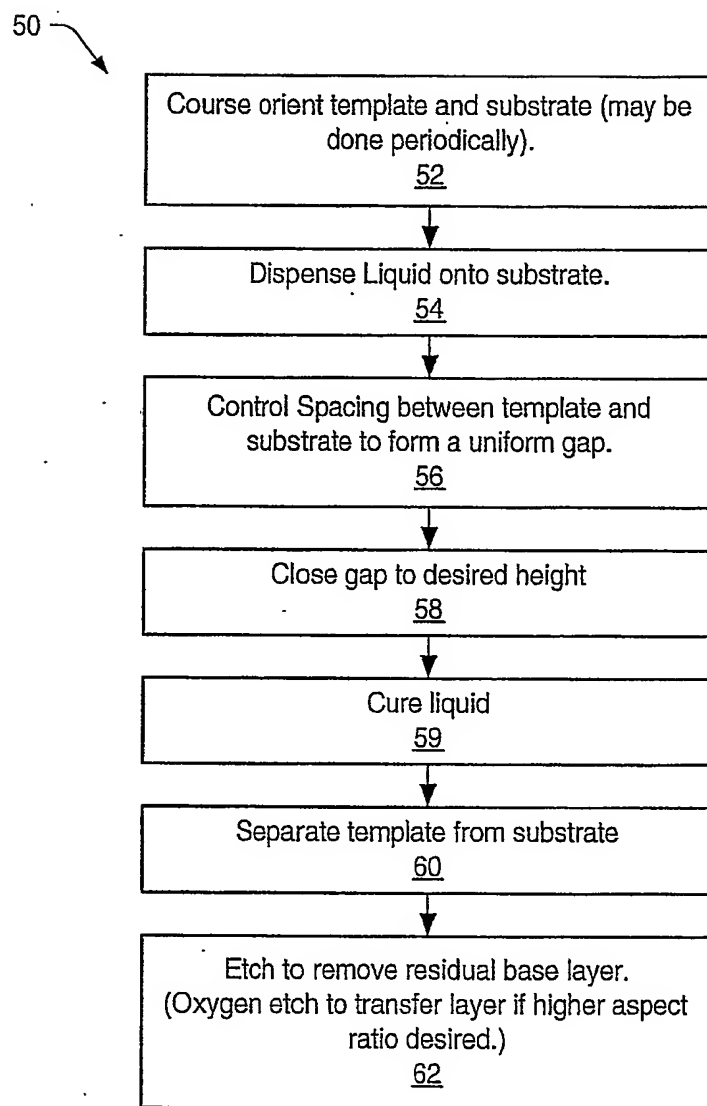 50
Course orient template and substrate (may be
done periodically).
52
Dispense Liquid onto substrate.
54
Control Spacing between template and
substrate to form a uniform gap.
56
Close gap to desired height
58
Cure liquid
59
Separate template from substrate
60
Etch to remove residual base layer.
(Oxygen etch to transfer layer if higher aspect
ratio desired.)
62